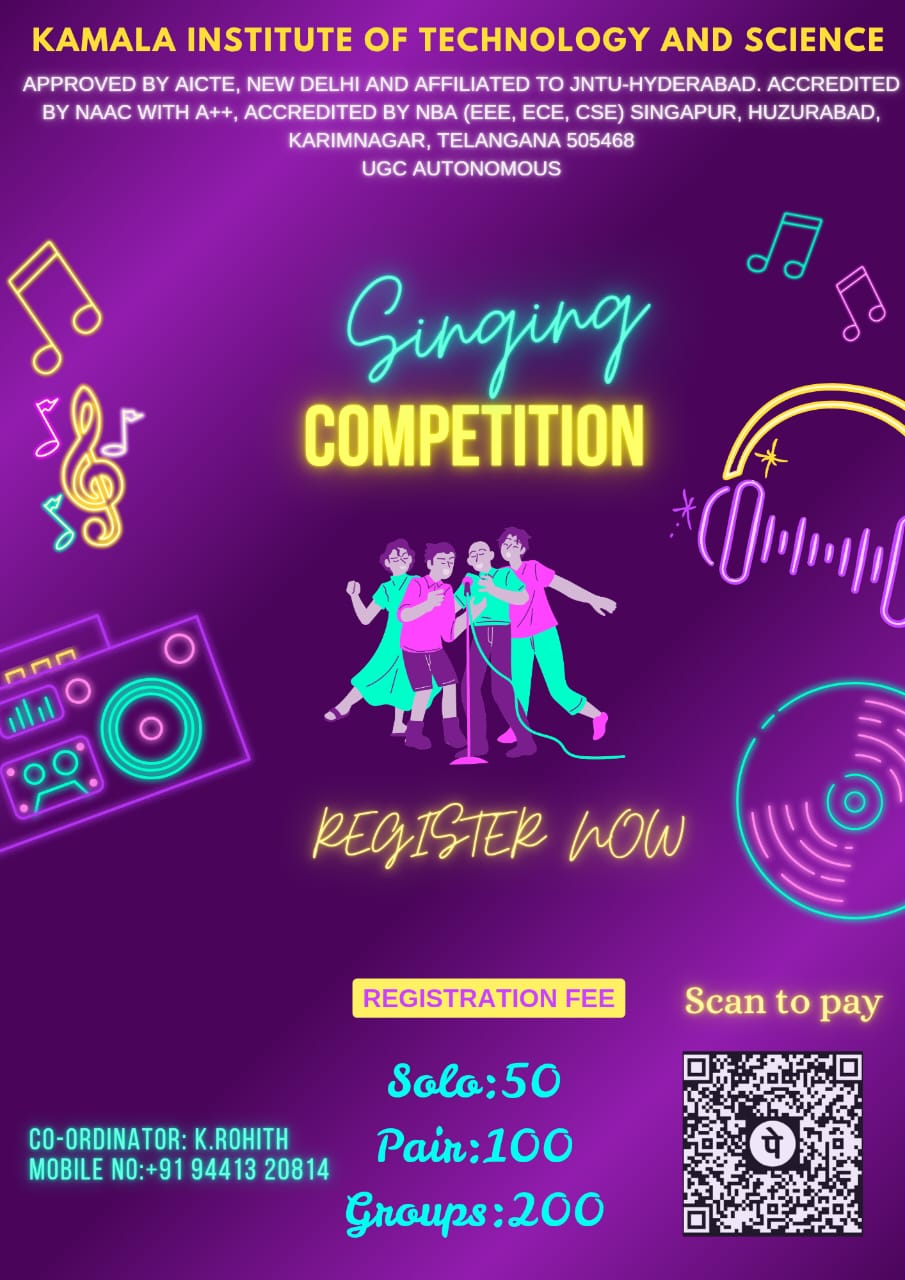 KAMALA INSTITUTE OF TECHNOLOGY AND SCIENCE
APPROVED BY AICTE, NEW DELHI AND AFFILIATED TO JNTU-HYDERABAD. ACCREDITED
BY NAAC WITH A++, ACCREDITED BY NBA (EEE, ECE, CSE) SINGAPUR, HUZURABAD,
KARIMNAGAR, TELANGANA 505468
UGC AUTONOMOUS
Singing
COMPETITION
REGISTER NOW
REGISTRATION FEE
Scan to pay
Solo:50
Pair:100
Groups:200
CO-ORDINATOR: K.ROHITH
MOBILE NO:+91 94413 20814
पे